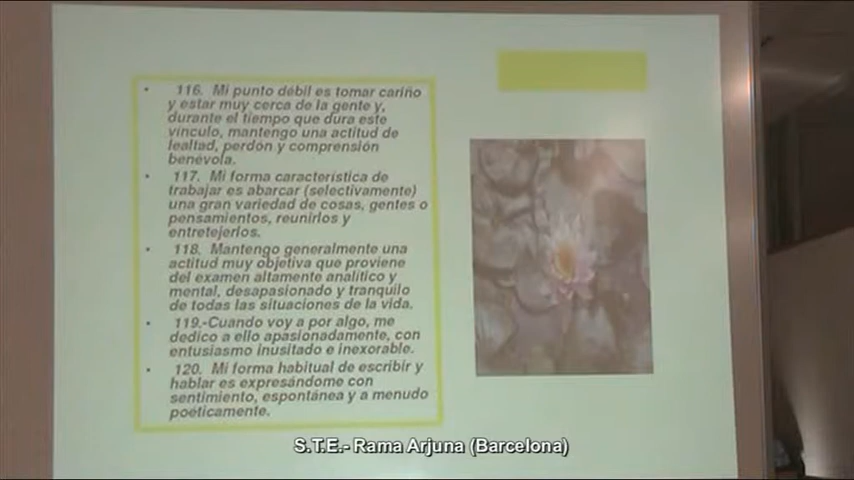 116. Mi punto débil es tomar cariño
y estar muy cerca de la gente y,
durante el tiempo que dura este
vínculo, mantengo una actitud de
lealtad, perdón y comprensión
benévola.
117. Mi forma característica de
trabajar es abarcar (selectivamente)
una gran variedad de cosas, gentes o
pensamientos, reunirlos y
entretejerlos.
118. Mantengo generalmente una
actitud muy objetiva que proviene
del examen altamente analítico y
mental, desapasionado y tranquilo
de todas las situaciones de la vida.
119.-Cuando voy a por algo, me
dedico a ello apasionadamente, con
entusiasmo inusitado e inexorable.
120. Mi forma habitual de escribir y
hablar es expresándome con
sentimiento, espontánea y a menudo
poéticamente.
S.T.E.- Rama Arjuna (Barcelona)